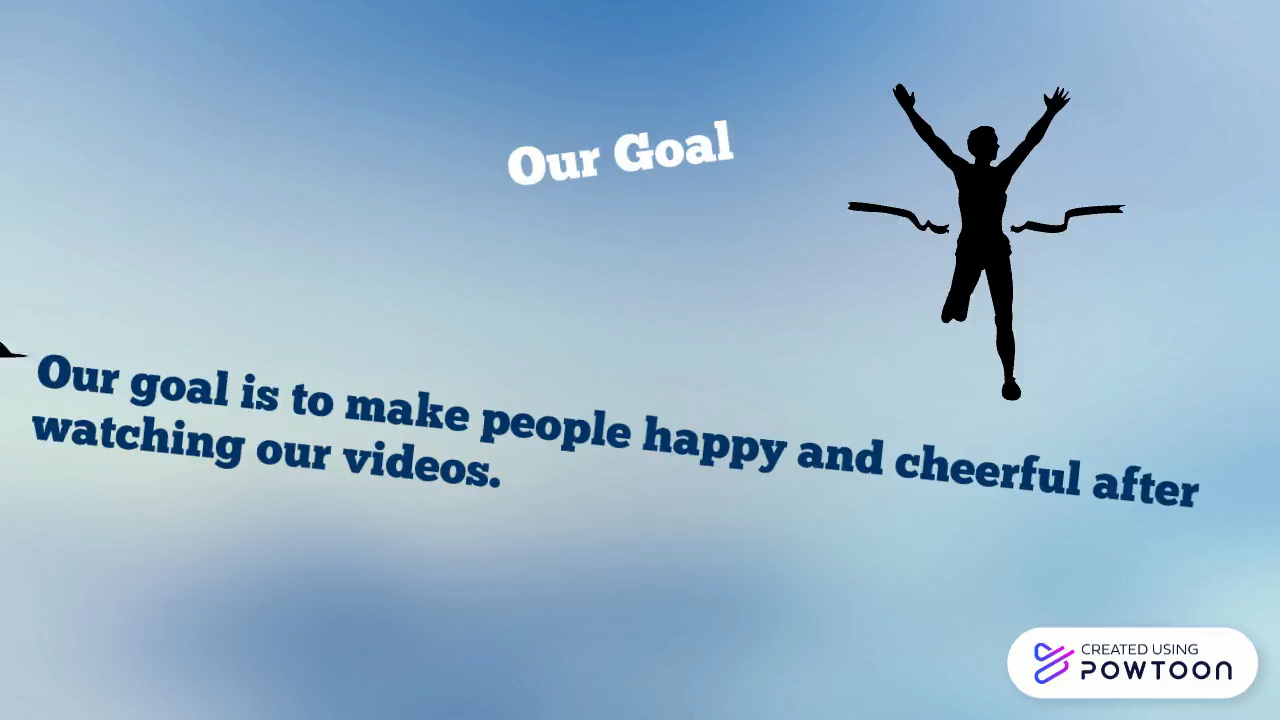 Our Goal
Our goal is to make people happy and cheerful after
watching our videos.
CREATED USING
POWTOON